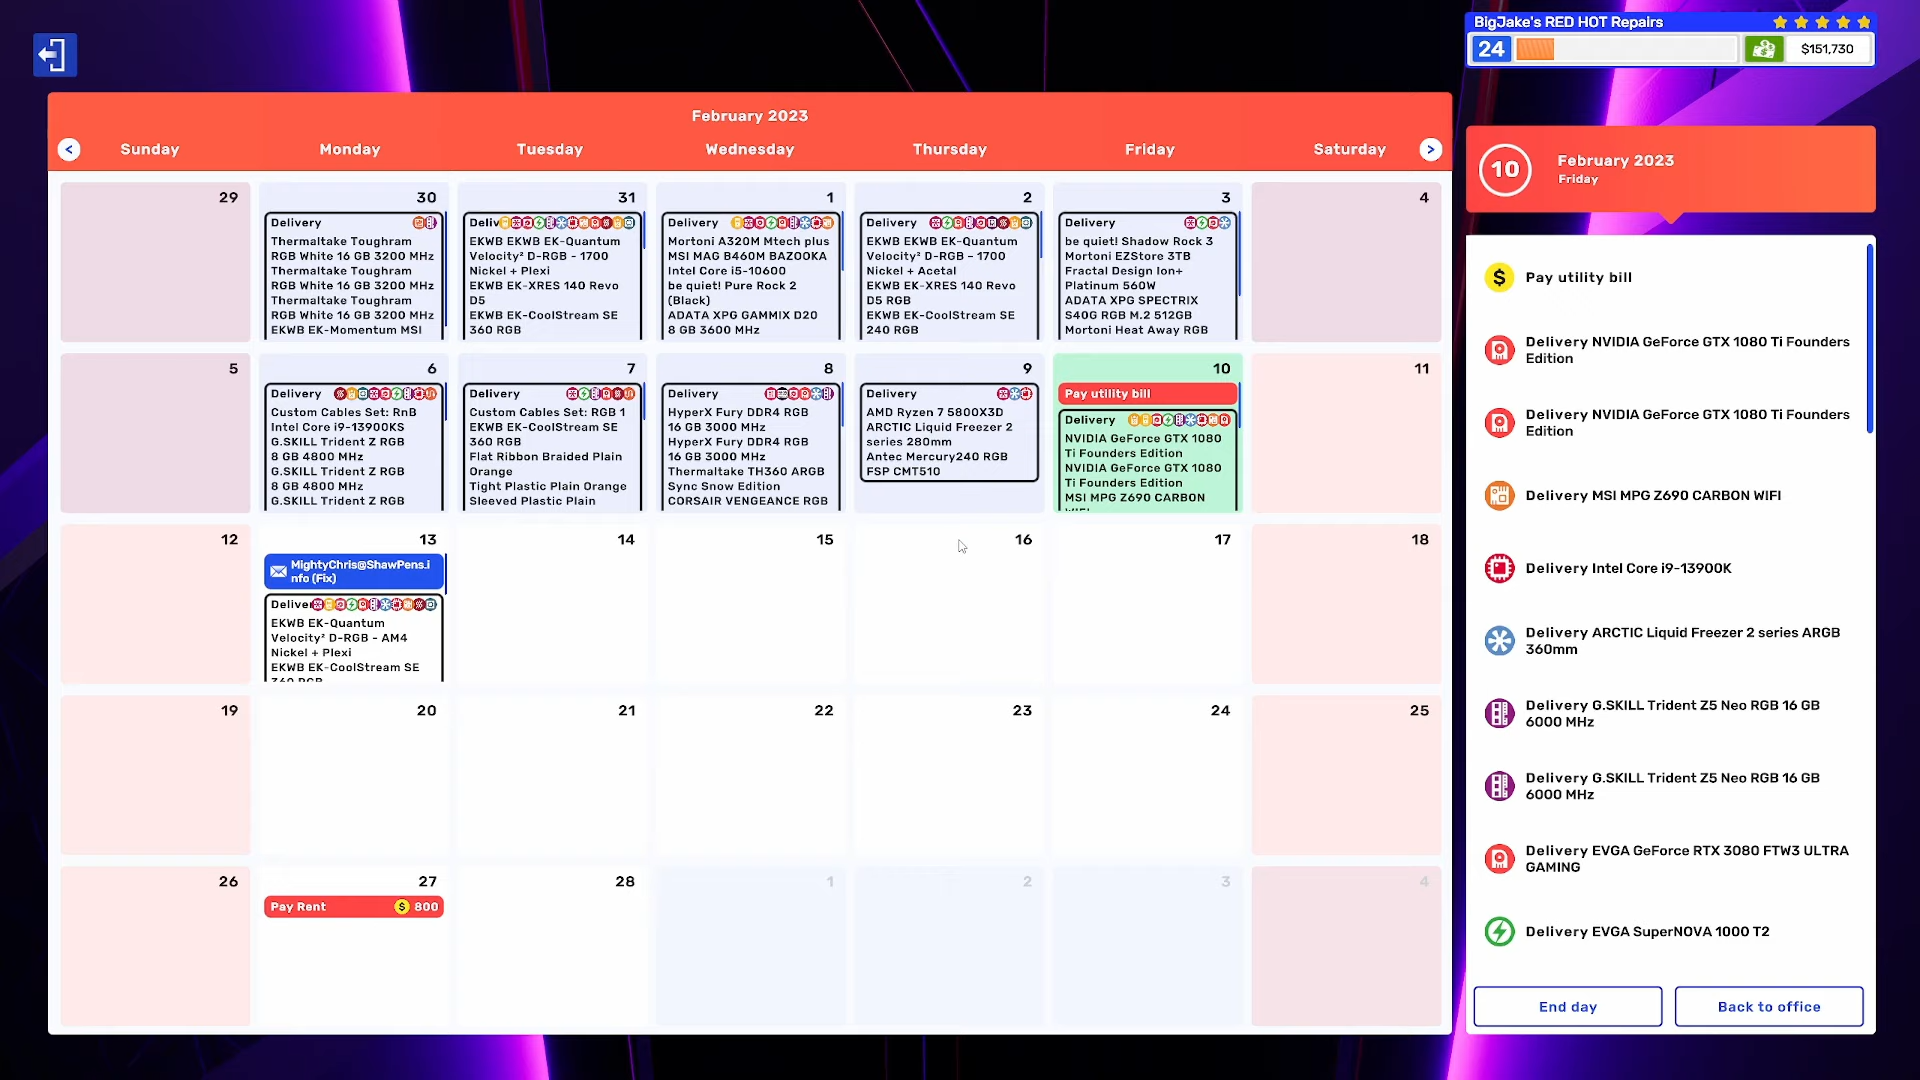 BigJake's RED HOT Repairs
24
$151,730
February 2023
< Sunday Monday Tuesday Wednesday Thursday Friday Saturday >
29
30
Delivery
Thermaltake Toughram
RGB White 16 GB 3200 MHz
Thermaltake Toughram
RGB White 16 GB 3200 MHz
Thermaltake Toughram
RGB White 16 GB 3200 MHz
EKWB EK-Momentum MSI
31
Deliv
EKWB EKWB EK-Quantum
Velocity² D-RGB - 1700
Nickel + Plexi
EKWB EK-XRES 140 Revo
D5
EKWB EK-CoolStream SE
360 RGB
1
Delivery
Mortoni A320M Mtech plus
MSI MAG B460M BAZOOKA
Intel Core i5-10600
be quiet! Pure Rock 2
(Black)
ADATA XPG GAMMIX D20
8 GB 3600 MHz
2
Delivery
EKWB EKWB EK-Quantum
Velocity² D-RGB - 1700
Nickel + Acetal
EKWB EK-XRES 140 Revo
D5 RGB
EKWB EK-CoolStream SE
240 RGB
3
Delivery
be quiet! Shadow Rock 3
Mortoni EZStore 3TB
Fractal Design Ion+
Platinum 560W
ADATA XPG SPECTRIX
S40G RGB M.2 512GB
Mortoni Heat Away RGB
4
5
6
Delivery
Custom Cables Set: RnB
Intel Core i9-13900KS
G.SKILL Trident Z RGB
8 GB 4800 MHz
G.SKILL Trident Z RGB
8 GB 4800 MHz
G.SKILL Trident Z RGB
7
Delivery
Custom Cables Set: RGB 1
EKWB EK-CoolStream SE
360 RGB
Flat Ribbon Braided Plain
Orange
Tight Plastic Plain Orange
Sleeved Plastic Plain
8
Delivery
HyperX Fury DDR4 RGB
16 GB 3000 MHz
HyperX Fury DDR4 RGB
16 GB 3000 MHz
Thermaltake TH360 ARGB
Sync Snow Edition
CORSAIR VENGEANCE RGB
9
Delivery
AMD Ryzen 7 5800X3D
ARCTIC Liquid Freezer 2
series 280mm
Antec Mercury240 RGB
FSP CMT510
10
Pay utility bill
Delivery
NVIDIA GeForce GTX 1080
Ti Founders Edition
NVIDIA GeForce GTX 1080
Ti Founders Edition
MSI MPG Z690 CARBON
WIFI
11
12
13
MightyChris@ShawPens.i
nfo (Fix)
Deliver
EKWB EK-Quantum
Velocity² D-RGB - AM4
Nickel + Plexi
EKWB EK-CoolStream SE
360 RGB
14
15
16
17
18
19
20
21
22
23
24
25
26
27
Pay Rent $ 800
28
1
2
3
4
10
February 2023
Friday
$ Pay utility bill
Delivery NVIDIA GeForce GTX 1080 Ti Founders
Edition
Delivery NVIDIA GeForce GTX 1080 Ti Founders
Edition
Delivery MSI MPG Z690 CARBON WIFI
Delivery Intel Core i9-13900K
Delivery ARCTIC Liquid Freezer 2 series ARGB
360mm
Delivery G.SKILL Trident Z5 Neo RGB 16 GB
6000 MHz
Delivery G.SKILL Trident Z5 Neo RGB 16 GB
6000 MHz
Delivery EVGA GeForce RTX 3080 FTW3 ULTRA
GAMING
Delivery EVGA SuperNOVA 1000 T2
End day
Back to office